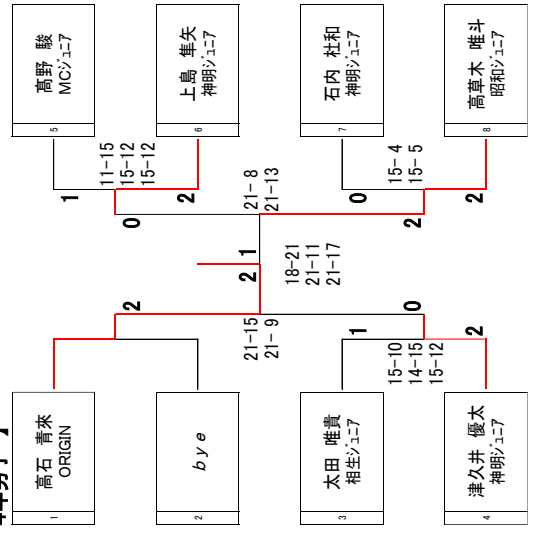 1
高石 青來
ORIGIN
2
bye
3
太田 唯貴
相生ジュニア
4
津久井 優太
神明ジュニア
5
髙野 駿
MCジュニア
6
上島 隼矢
神明ジュニア
7
石内 杜和
神明ジュニア
8
高草木 唯斗
昭和ジュニア
2
21-15
21- 9
1
0
15-10
14-15
15-12
2
2
1
18-21
21-11
21-17
1
11-15
15-12
15-12
0
2
21- 8
21-13
0
15- 4
15- 5
2
2